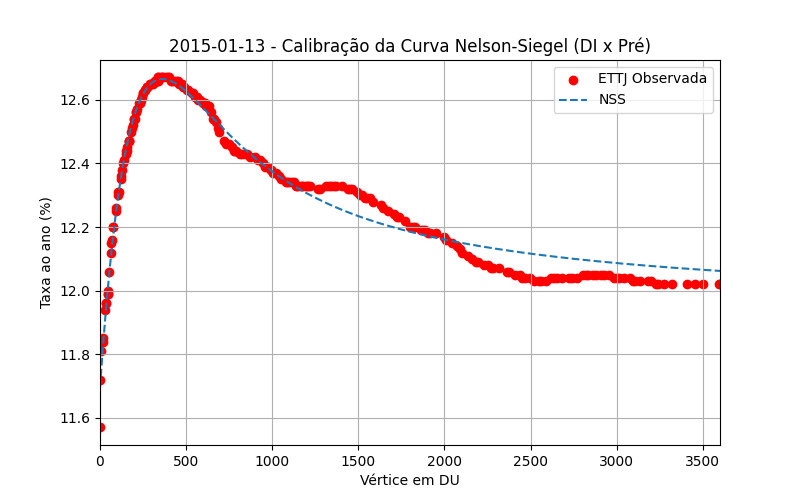 2015-01-13 - Calibração da Curva Nelson-Siegel (DI x Pré)
ETTJ Observada
NSS
Taxa ao ano (%)
12.6
12.4
12.2
12.0
11.8
11.6
0 500 1000 1500 2000 2500 3000 3500
Vértice em DU